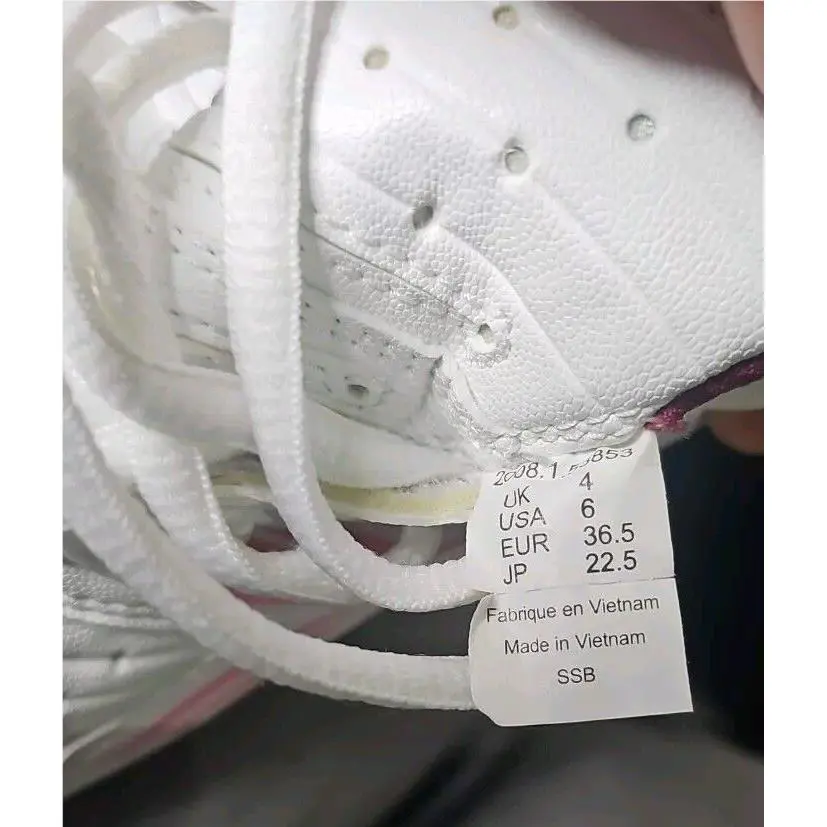 UK 4
USA 6
EUR 36.5
JP 22.5
Fabrique en Vietnam
Made in Vietnam
SSB